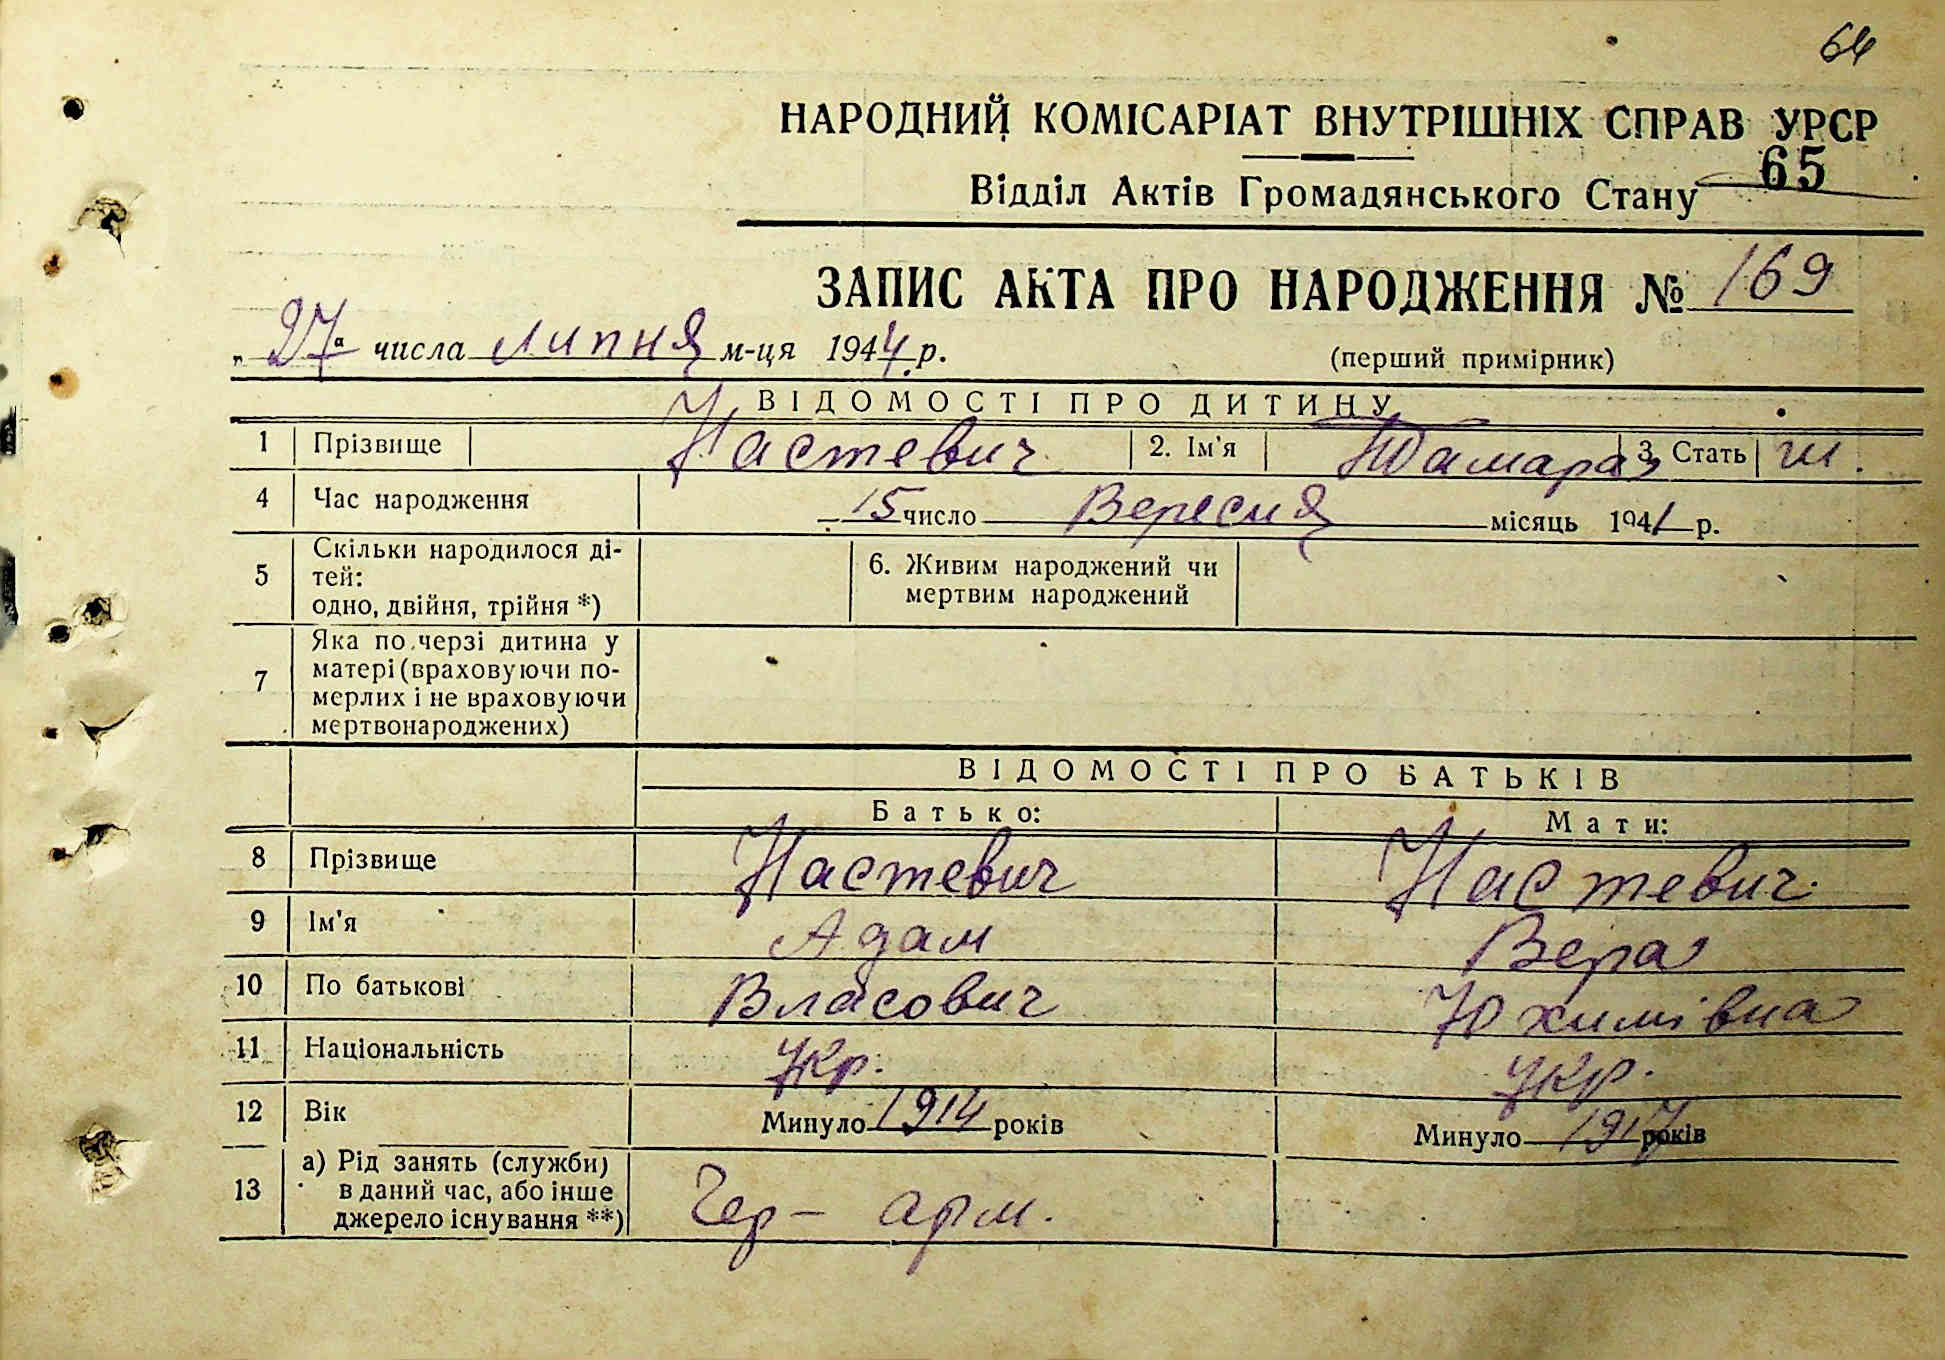 64
НАРОДНИЙ КОМІСАРІАТ ВНУТРІШНІХ СПРАВ УРСР
65
Відділ Актів Громадянського Стану
ЗАПИС АКТА ПРО НАРОДЖЕННЯ № 169
„ 27 “ числа липня м-ця 1944 р.
(перший примірник)
ВІДОМОСТІ ПРО ДИТИНУ
1 Прізвище Настевич 2. Ім'я Тамара 3. Стать ж.
4 Час народження 15 число Вересня місяць 1941 р.
5 Скільки народилося ді-
тей:
одно, двійня, трійня *)
6. Живим народжений чи
мертвим народжений
7 Яка по черзі дитина у
матері (враховуючи по-
мерлих і не враховуючи
мертвонароджених)
ВІДОМОСТІ ПРО БАТЬКІВ
Батько: Мати:
8 Прізвище Настевич Настевич.
9 Ім'я Адам Вера
10 По батькові Власович Юхимівна
11 Національність Укр. укр.
12 Вік Минуло 1914 років Минуло 1917 років
13 а) Рід занять (служби)
в даний час, або інше
джерело існування **)
Чер – арм.